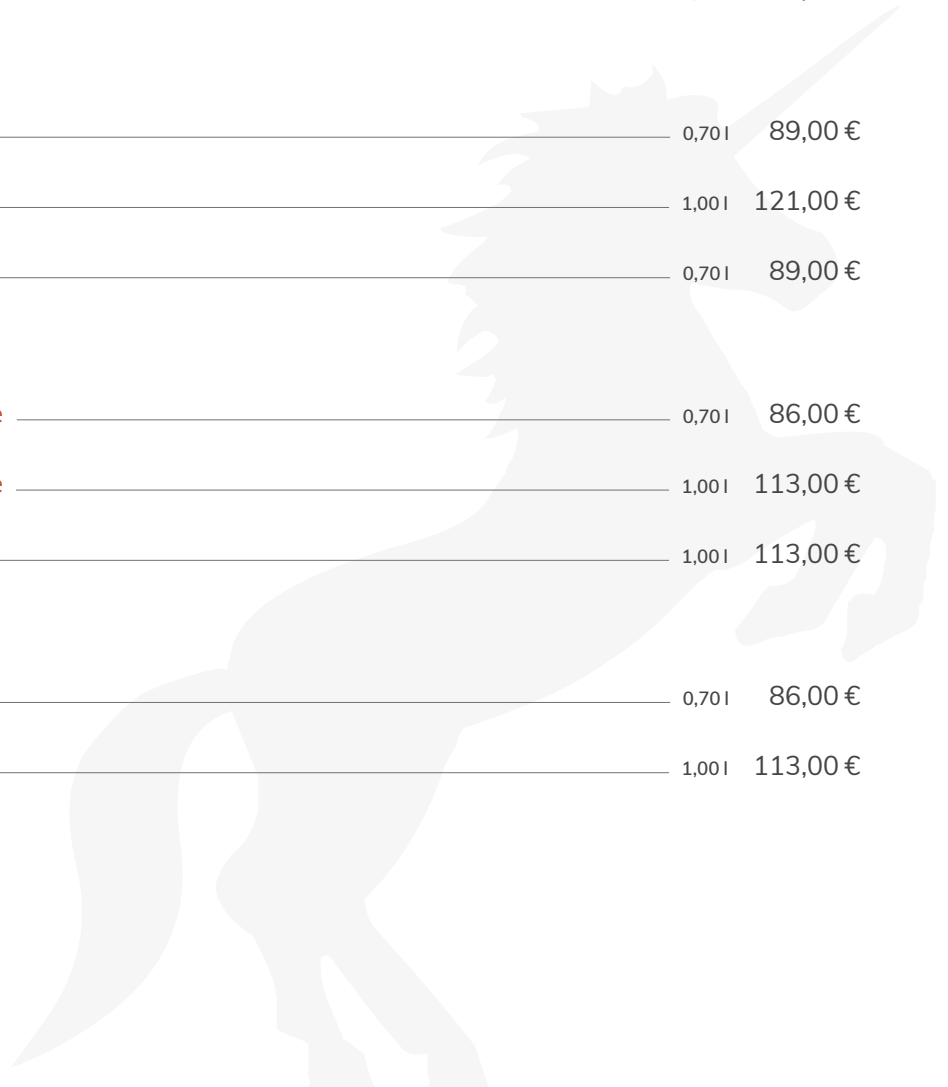 0,70 l 89,00 €
1,00 l 121,00 €
0,70 l 89,00 €
e 0,70 l 86,00 €
e 1,00 l 113,00 €
1,00 l 113,00 €
0,70 l 86,00 €
1,00 l 113,00 €